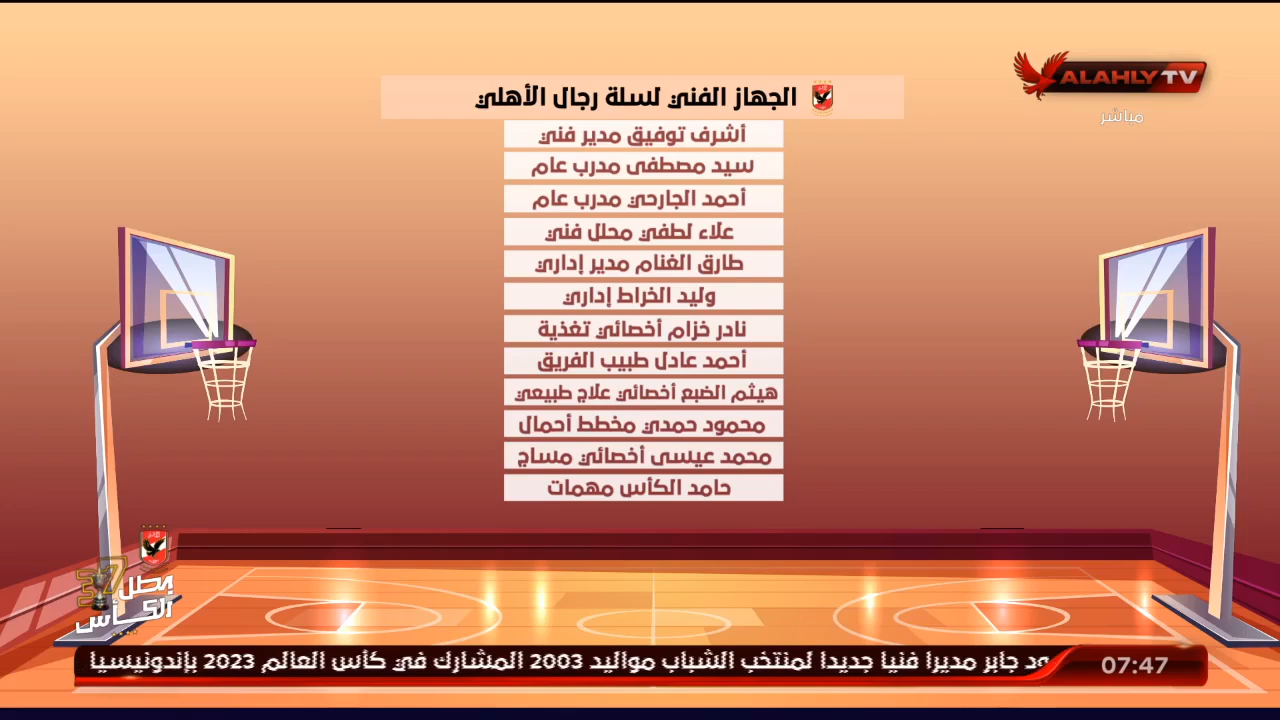 ALAHLY TV
مباشر
الجهاز الفني لسلة رجال الأهلي
أشرف توفيق مدير فني
سيد مصطفى مدرب عام
أحمد الجارحي مدرب عام
علاء لطفي محلل فني
طارق الغنام مدير إداري
وليد الخراط إداري
نادر خزام أخصائي تغذية
أحمد عادل طبيب الفريق
هيثم الضبع أخصائي علاج طبيعي
محمود حمدي مخطط أحمال
محمد عيسى أخصائي مساج
حامد الكأس مهمات
37
بطل
الكأس
جابر مديرا فنيا جديدا لمنتخب الشباب مواليد 2003 المشارك في كأس العالم 2023 بإندونيسيا
07:47